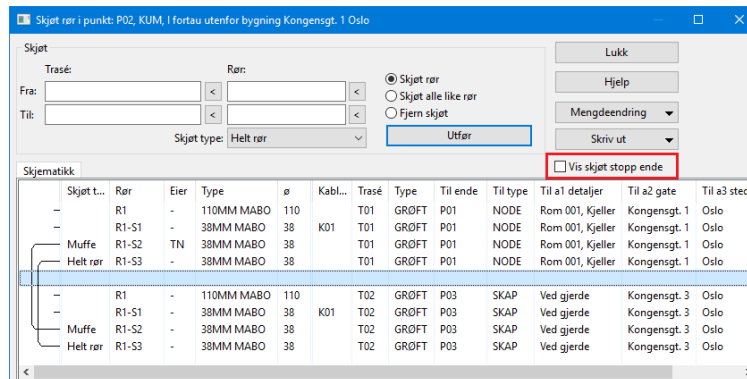 Skjøt rør i punkt: P02, KUM, I fortau utenfor bygning Kongensgt. 1 Oslo
Skjøt
Trasé: Rør:
Fra: < <
Til: < <
Skjøt type: Helt rør
Skjøt rør
Skjøt alle like rør
Fjern skjøt
Utfør
Lukk
Hjelp
Mengdeendring
Skriv ut
Vis skjøt stopp ende
Skjematikk
Skjøt t... Rør Eier Type ø Kabl... Trasé Type Til ende Til type Til a1 detaljer Til a2 gate Til a3 sted
R1 - 110MM MABO 110 T01 GRØFT P01 NODE Rom 001, Kjeller Kongensgt. 1 Oslo
R1-S1 - 38MM MABO 38 K01 T01 GRØFT P01 NODE Rom 001, Kjeller Kongensgt. 1 Oslo
Muffe R1-S2 TN 38MM MABO 38 T01 GRØFT P01 NODE Rom 001, Kjeller Kongensgt. 1 Oslo
Helt rør R1-S3 - 38MM MABO 38 T01 GRØFT P01 NODE Rom 001, Kjeller Kongensgt. 1 Oslo
R1 - 110MM MABO 110 T02 GRØFT P03 SKAP Ved gjerde Kongensgt. 3 Oslo
R1-S1 - 38MM MABO 38 K01 T02 GRØFT P03 SKAP Ved gjerde Kongensgt. 3 Oslo
Muffe R1-S2 - 38MM MABO 38 T02 GRØFT P03 SKAP Ved gjerde Kongensgt. 3 Oslo
Helt rør R1-S3 - 38MM MABO 38 T02 GRØFT P03 SKAP Ved gjerde Kongensgt. 3 Oslo